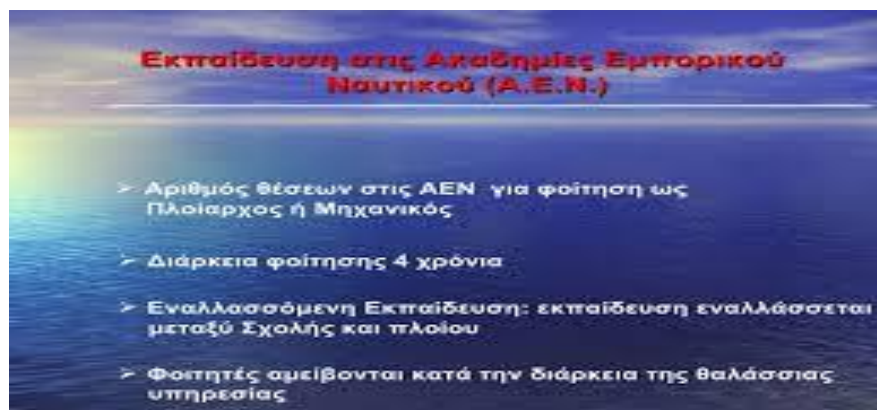 Εκπαίδευση στις Ακαδημίες Εμπορικού
Ναυτικού (Α.Ε.Ν.)
➢ Αριθμός θέσεων στις ΑΕΝ για φοίτηση ως
Πλοίαρχος ή Μηχανικός
➢ Διάρκεια φοίτησης 4 χρόνια
➢ Εναλλασσόμενη Εκπαίδευση: εκπαίδευση εναλλάσσεται
μεταξύ Σχολής και πλοίου
➢ Φοιτητές αμείβονται κατά την διάρκεια της θαλάσσιας
υπηρεσίας